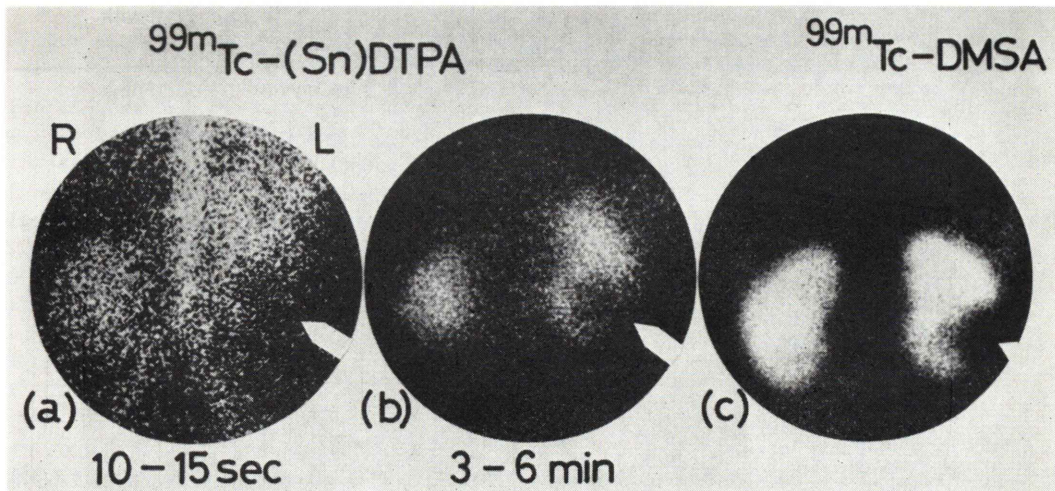 99mTc-(Sn)DTPA
99mTc-DMSA
R
L
(a)
(b)
(c)
10-15 sec
3-6 min